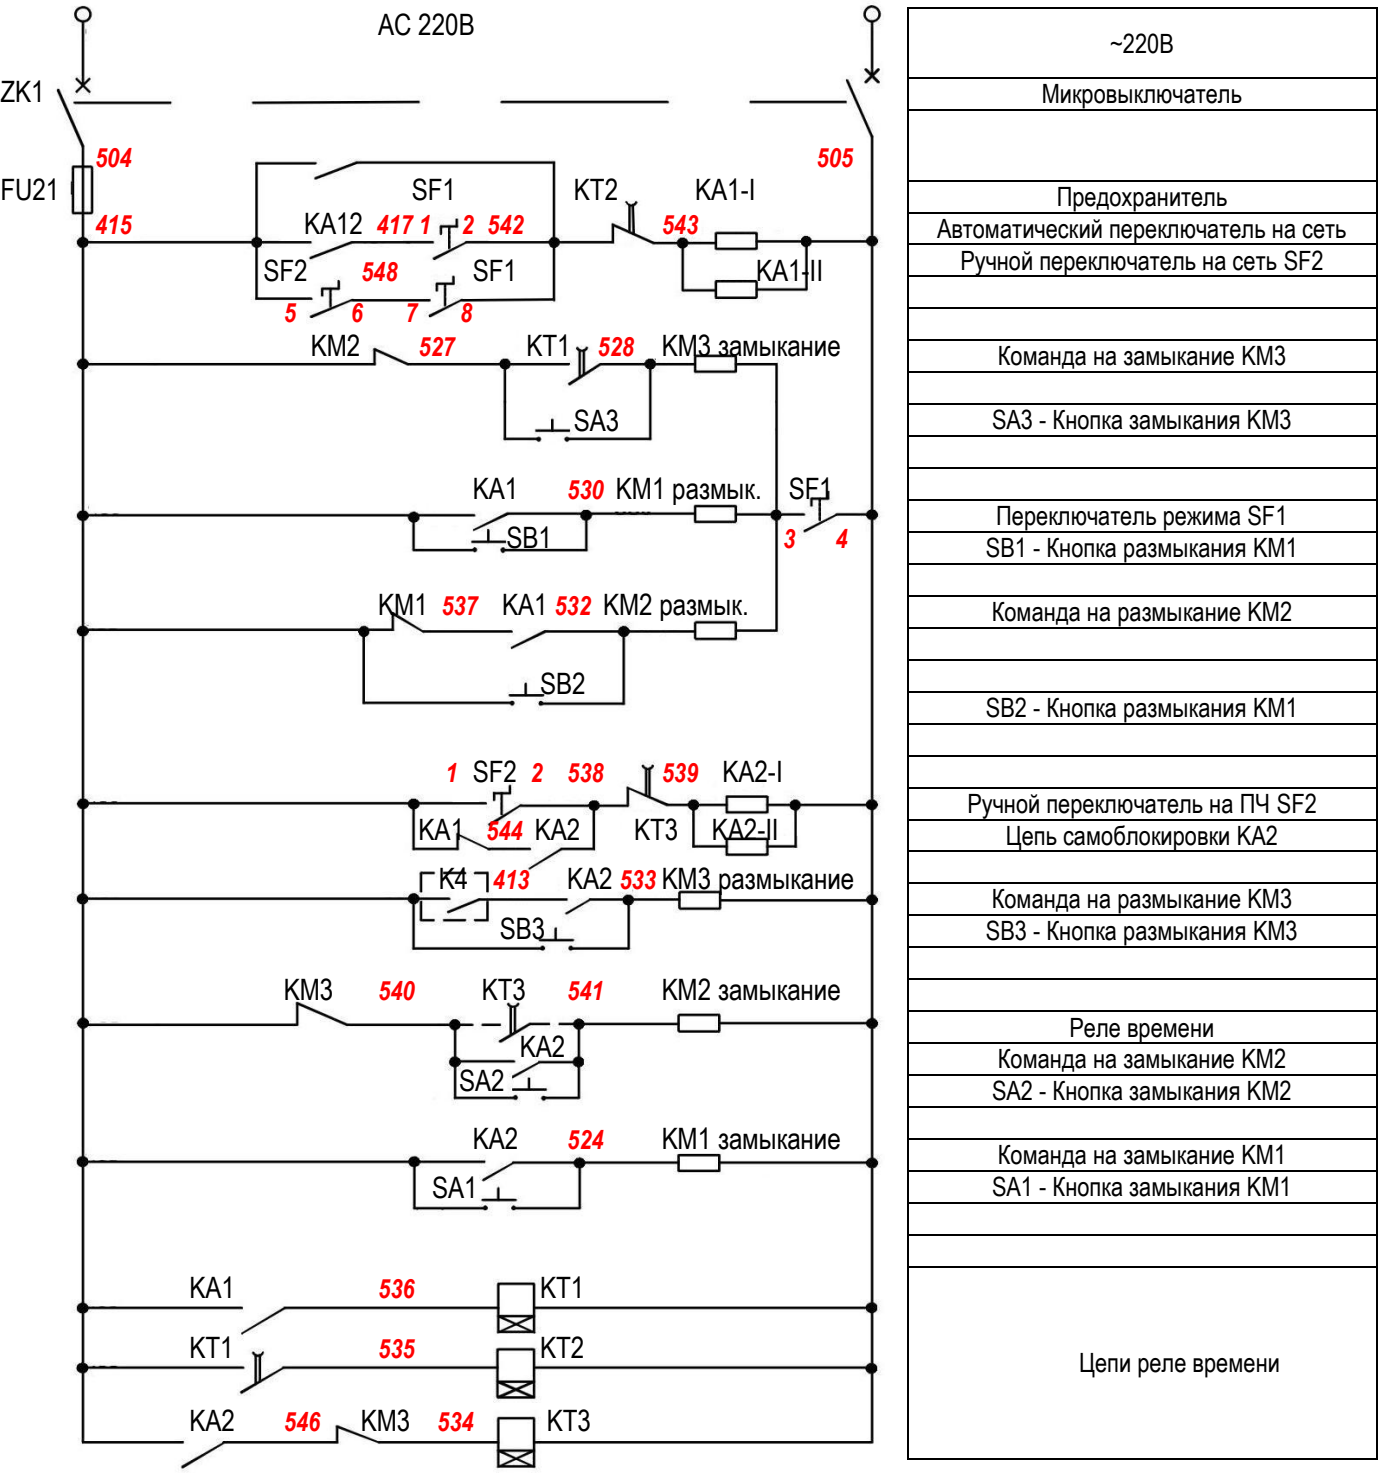 АС 220В
~220В
ZK1
Микровыключатель
504
505
FU21
SF1
KT2
KA1-I
Предохранитель
415
KA12
417
1
2
542
543
Автоматический переключатель на сеть
SF2
548
SF1
KA1-II
Ручной переключатель на сеть SF2
5
6
7
8
KM2
527
KT1
528
KM3 замыкание
Команда на замыкание KM3
SA3
SA3 - Кнопка замыкания KM3
KA1
530
KM1 размык.
SF1
Переключатель режима SF1
SB1
3
4
SB1 - Кнопка размыкания KM1
KM1
537
KA1
532
KM2 размык.
Команда на размыкание KM2
SB2
SB2 - Кнопка размыкания KM1
1
SF2
2
538
539
KA2-I
Ручной переключатель на ПЧ SF2
KA1
544
KA2
KT3
KA2-II
Цепь самоблокировки KA2
K4
413
KA2
533
KM3 размыкание
Команда на размыкание KM3
SB3
SB3 - Кнопка размыкания KM3
KM3
540
KT3
541
KM2 замыкание
Реле времени
KA2
Команда на замыкание KM2
SA2
SA2 - Кнопка замыкания KM2
KA2
524
KM1 замыкание
Команда на замыкание KM1
SA1
SA1 - Кнопка замыкания KM1
KA1
536
KT1
KT1
535
KT2
Цепи реле времени
KA2
546
KM3
534
KT3